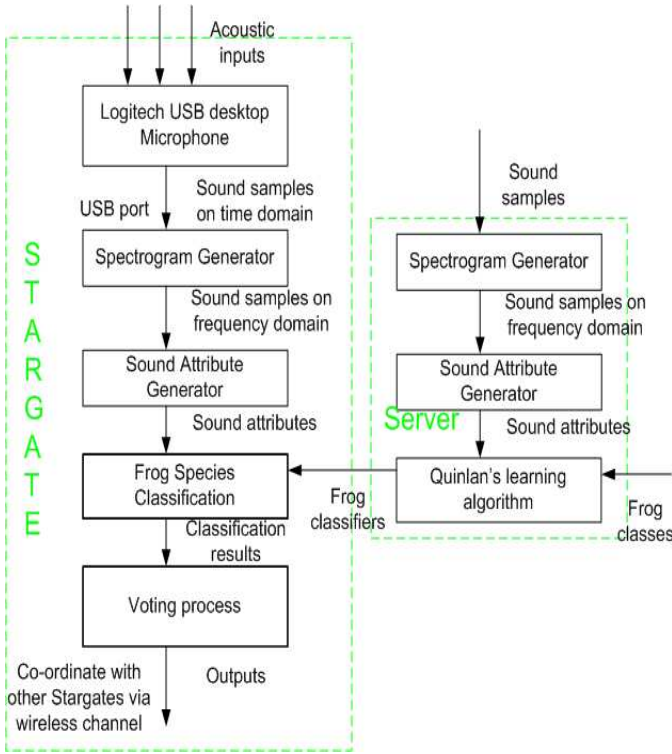 Acoustic
inputs
Logitech USB desktop
Microphone
USB port
Sound samples
on time domain
Spectrogram Generator
Sound samples on
frequency domain
Sound Attribute
Generator
Sound attributes
Frog Species
Classification
Classification
results
Voting process
Co-ordinate with
other Stargates via
wireless channel
Outputs
STARGATE
Sound
samples
Spectrogram Generator
Sound samples on
frequency domain
Sound Attribute
Generator
Server
Sound attributes
Quinlan's learning
algorithm
Frog
classifiers
Frog
classes